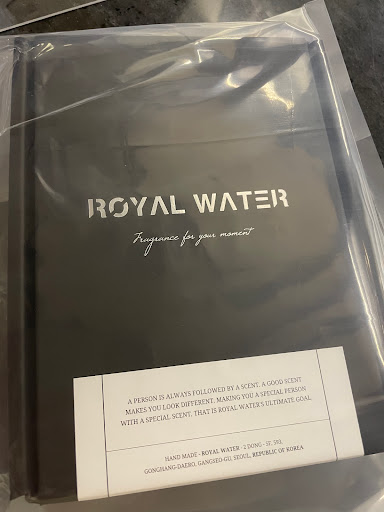 ROYAL WATER
Fragrance for your moment
A PERSON IS ALWAYS FOLLOWED BY A SCENT. A GOOD SCENT
MAKES YOU LOOK DIFFERENT. MAKING YOU A SPECIAL PERSON
WITH A SPECIAL SCENT. THAT IS ROYAL WATER'S ULTIMATE GOAL.
HAND MADE - ROYAL WATER - 2 DONG - 1F, 393,
GONGHANG-DAERO, GANGSEO-GU, SEOUL, REPUBLIC OF KOREA